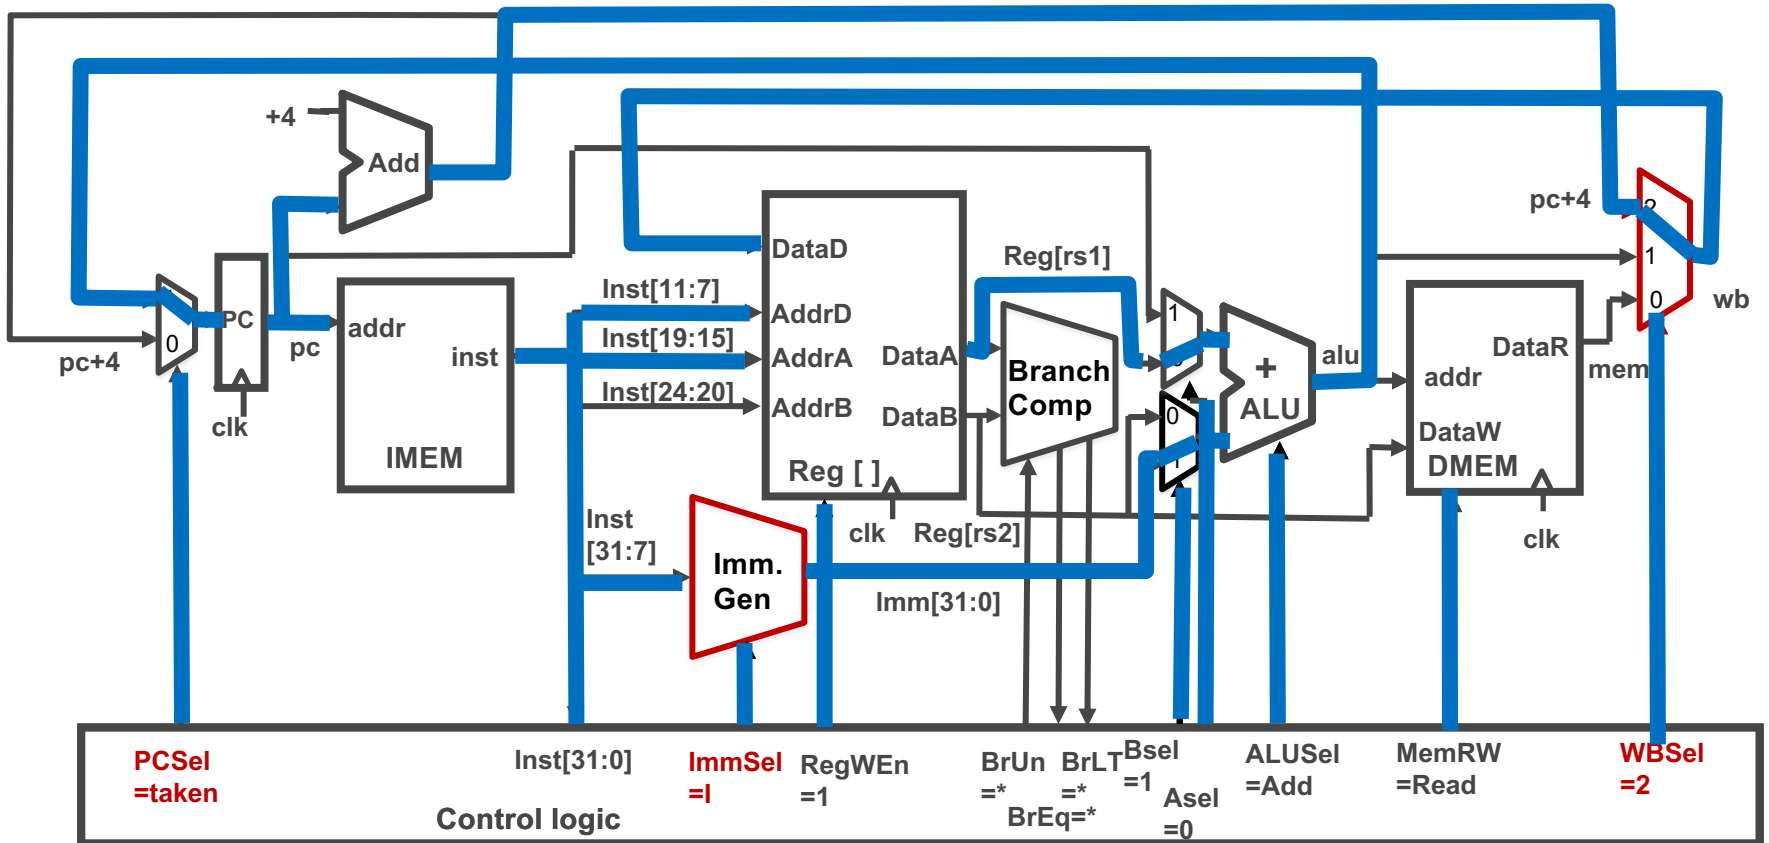 +4
Add
pc+4
2
1
0
wb
Reg[rs1]
DataD
Inst[11:7]
AddrD
Inst[19:15]
AddrA
Inst[24:20]
AddrB
DataA
DataB
Reg [ ]
clk
PC
pc
0
pc+4
clk
addr
inst
IMEM
Branch
Comp
1
0
+
ALU
alu
addr
DataR
DataW
DMEM
mem
clk
Inst
[31:7]
Imm.
Gen
Reg[rs2]
Imm[31:0]
PCSel
=taken
Inst[31:0]
ImmSel
=I
RegWEn
=1
BrUn
=*
BrLT
=*
BrEq=*
Bsel
=1
Asel
=0
ALUSel
=Add
MemRW
=Read
WBSel
=2
Control logic